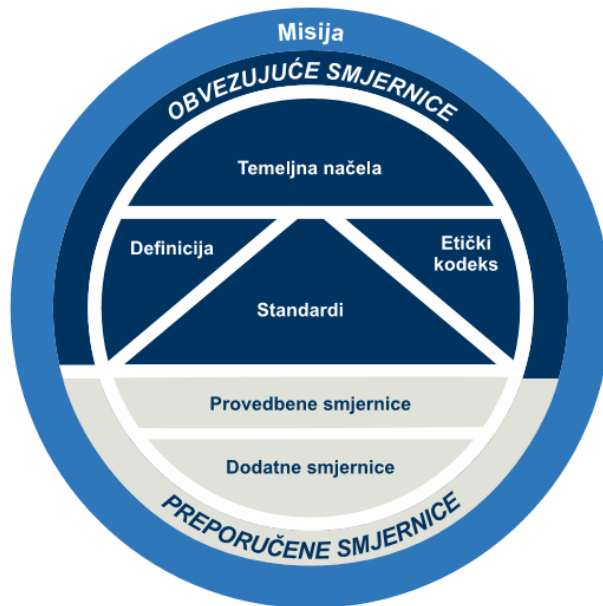 Misija
OBVEZUJUĆE SMJERNICE
Temeljna načela
Definicija
Etički
kodeks
Standardi
Provedbene smjernice
Dodatne smjernice
PREPORUČENE SMJERNICE